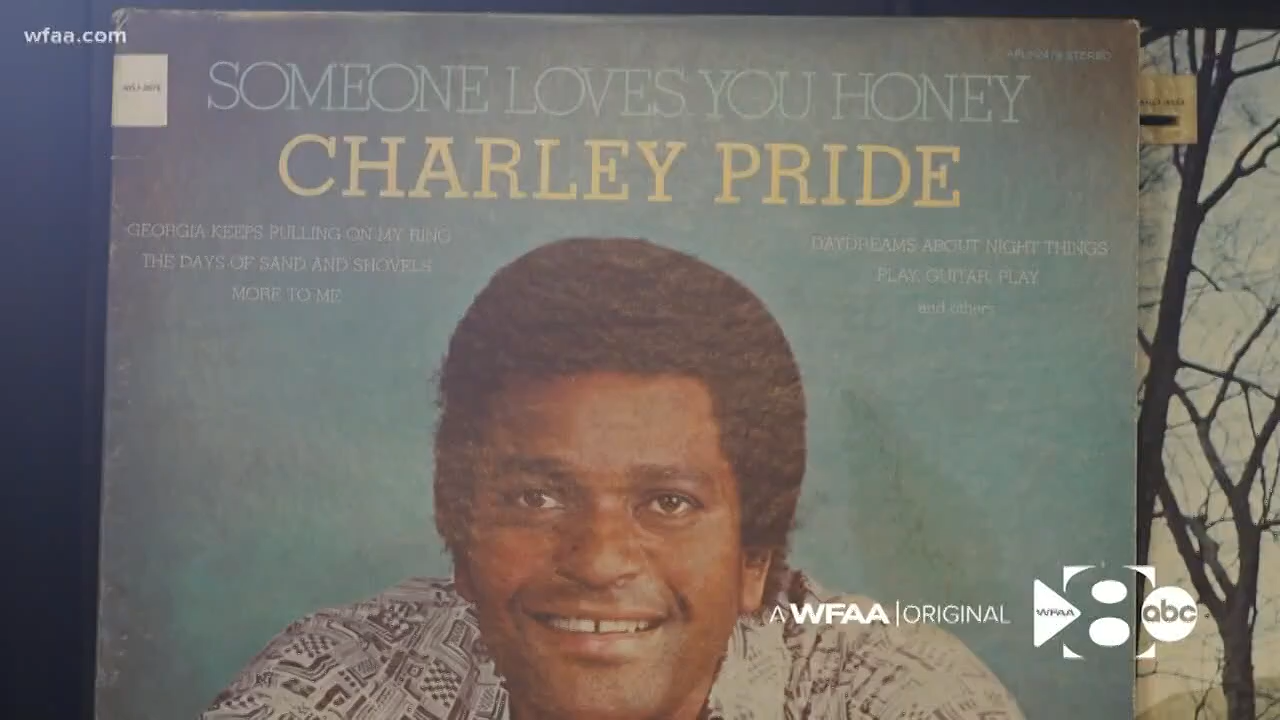 wfaa.com
STEREO
SOMEONE LOVES YOU HONEY
CHARLEY PRIDE
GEORGIA KEEPS PULLING ON MY RING
THE DAYS OF SAND AND SHOVELS
MORE TO ME
DAYDREAMS ABOUT NIGHT THINGS
PLAY, GUITAR, PLAY
and others
A WFAA | ORIGINAL
WFAA 8 abc